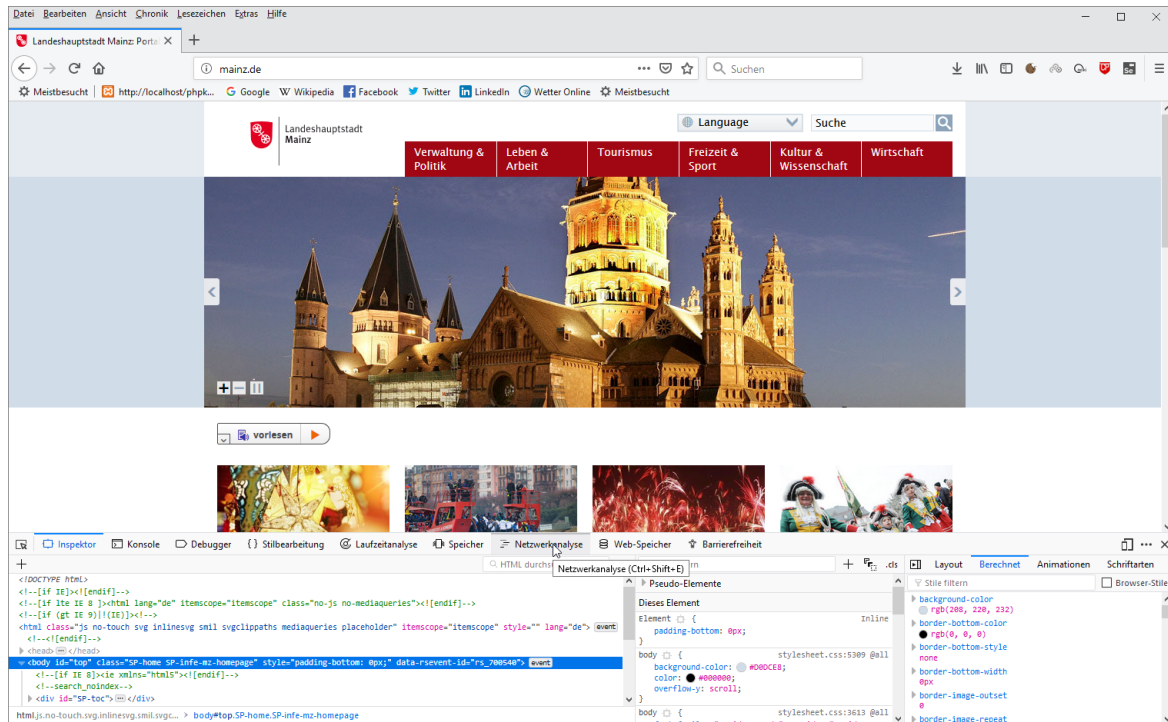 Datei Bearbeiten Ansicht Chronik Lesezeichen Extras Hilfe
Landeshauptstadt Mainz: Porta
mainz.de
Suchen
Meistbesucht http://localhost/phpk... Google Wikipedia Facebook Twitter LinkedIn Wetter Online Meistbesucht
Landeshauptstadt
Mainz
Language Suche
Verwaltung & Politik
Leben & Arbeit
Tourismus
Freizeit & Sport
Kultur & Wissenschaft
Wirtschaft
vorlesen
Inspektor Konsole Debugger {} Stilbearbeitung Laufzeitanalyse Speicher Netzwerkanalyse Web-Speicher Barrierefreiheit
HTML durchs
Netzwerkanalyse (Ctrl+Shift+E)
.cls
Layout Berechnet Animationen Schriftarten
<!DOCTYPE html>
<!--[if IE]><![endif]-->
<!--[if lte IE 8 ]><html lang="de" itemscope="itemscope" class="no-js no-mediaqueries"><![endif]-->
<!--[if (gt IE 9)|!(IE)]><!-->
<html class="js no-touch svg inlinesvg smil svgclippaths mediaqueries placeholder" itemscope="itemscope" style="" lang="de"> event
<!--<![endif]-->
<head> </head>
<body id="top" class="SP-home SP-infe-mz-homepage" style="padding-bottom: 0px;" data-rsevent-id="rs_700540"> event
<!--[if IE 8]><ie xmlns="html5"><![endif]-->
<!--search_noindex-->
<div id="SP-toc"> </div>
html.js.no-touch.svg.inlinesvg.smil.svgc... > body#top.SP-home.SP-infe-mz-homepage
Pseudo-Elemente
Dieses Element
Element { Inline
padding-bottom: 0px;
}
body { stylesheet.css:5309 @all
background-color: #D0DCE8;
color: #000000;
overflow-y: scroll;
}
body { stylesheet.css:3613 @all
Stile filtern Browser-Stile
background-color
rgb(208, 220, 232)
border-bottom-color
rgb(0, 0, 0)
border-bottom-style
none
border-bottom-width
0px
border-image-outset
0
border-image-repeat